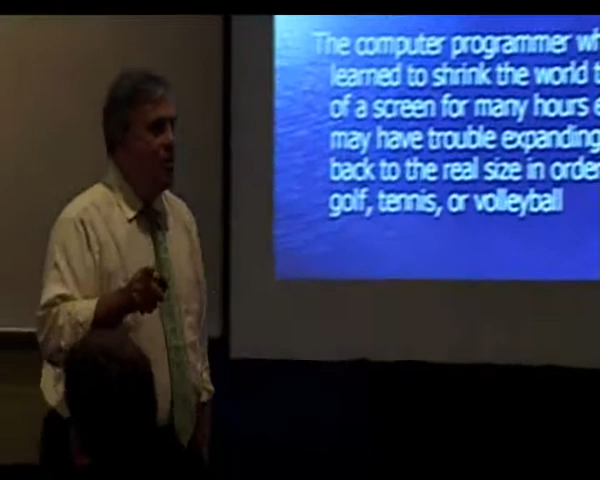 The computer programmer wh
learned to shrink the world t
of a screen for many hours e
may have trouble expanding
back to the real size in order
golf, tennis, or volleyball